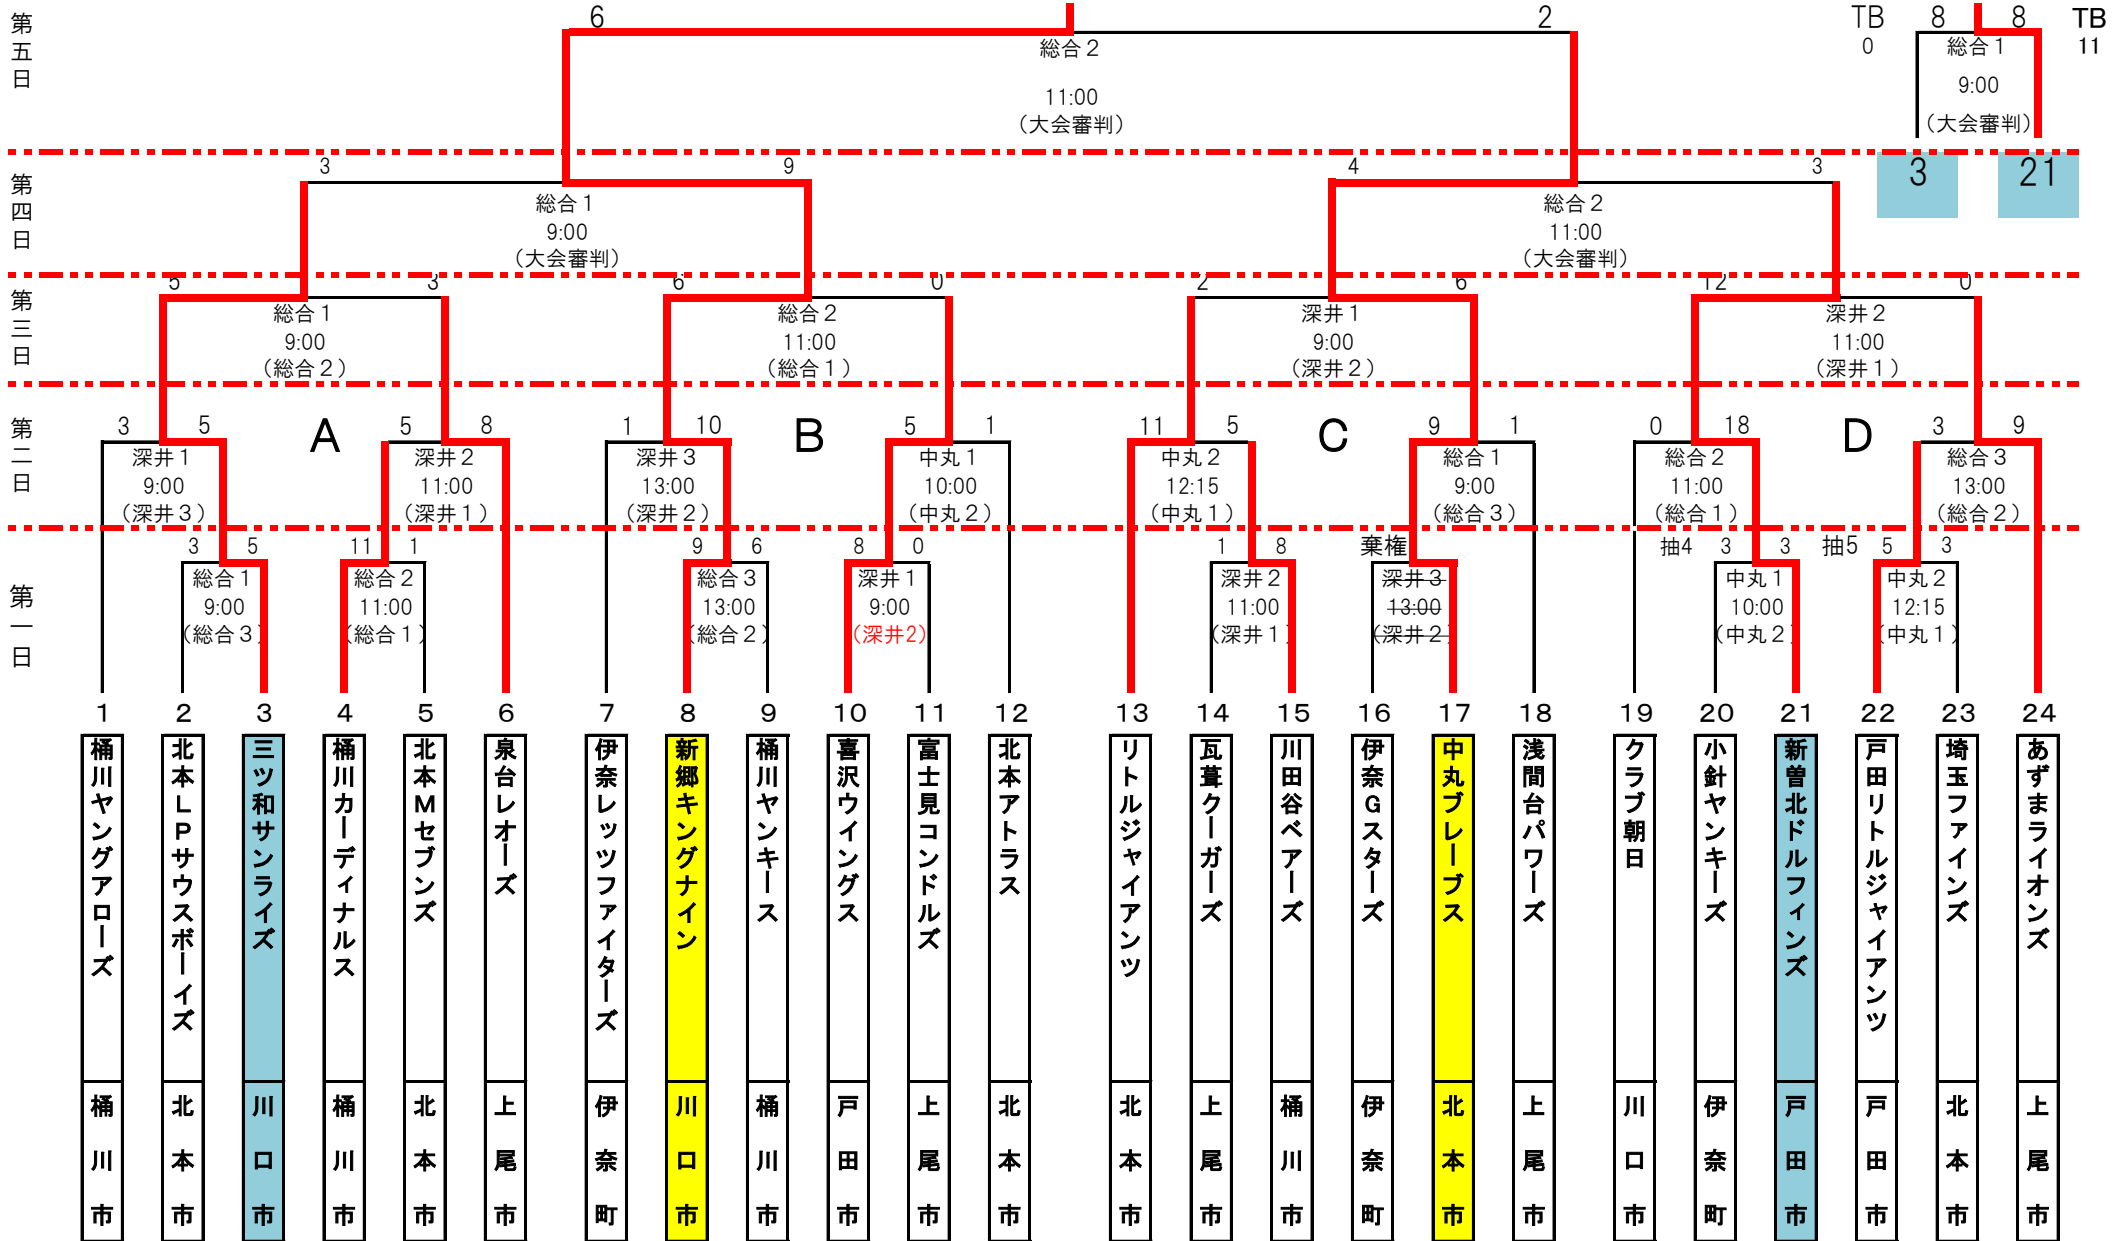 第五日
6 2 TB 8 8 TB
0 11
総合2
11:00
(大会審判)
総合1
9:00
(大会審判)
第四日
3 9 4 3
3 21
総合1
9:00
(大会審判)
総合2
11:00
(大会審判)
第三日
5 3 6 0 2 6 12 0
総合1
9:00
(総合2)
総合2
11:00
(総合1)
深井1
9:00
(深井2)
深井2
11:00
(深井1)
第二日
A B C D
3 5 5 8 1 10 5 1 11 5 9 1 0 18 3 9
深井1
9:00
(深井3)
深井2
11:00
(深井1)
深井3
13:00
(深井2)
中丸1
10:00
(中丸2)
中丸2
12:15
(中丸1)
総合1
9:00
(総合3)
総合2
11:00
(総合1)
総合3
13:00
(総合2)
第一日
3 5 11 1 9 6 8 0 1 8 棄権 抽4 3 3 抽5 5 3
総合1
9:00
(総合3)
総合2
11:00
(総合1)
総合3
13:00
(総合2)
深井1
9:00
(深井2)
深井2
11:00
(深井1)
深井3
13:00
(深井2)
中丸1
10:00
(中丸2)
中丸2
12:15
(中丸1)
1 2 3 4 5 6 7 8 9 10 11 12 13 14 15 16 17 18 19 20 21 22 23 24
桶川ヤングアローズ
北本LPサウスボーイズ
三ツ和サンライズ
桶川カーディナルス
北本Mセブンズ
泉台レオーズ
伊奈レッツファイターズ
新郷キングナイン
桶川ヤンキース
喜沢ウイングス
富士見コンドルズ
北本アトラス
リトルジャイアンツ
瓦葺クーガーズ
川田谷ベアーズ
伊奈Gスターズ
中丸ブレーブス
浅間台パワーズ
クラブ朝日
小針ヤンキーズ
新曽北ドルフィンズ
戸田リトルジャイアンツ
埼玉ファインズ
あずまライオンズ
桶川市
北本市
川口市
桶川市
北本市
上尾市
伊奈町
川口市
桶川市
戸田市
上尾市
北本市
北本市
上尾市
桶川市
伊奈町
北本市
上尾市
川口市
伊奈町
戸田市
戸田市
北本市
上尾市